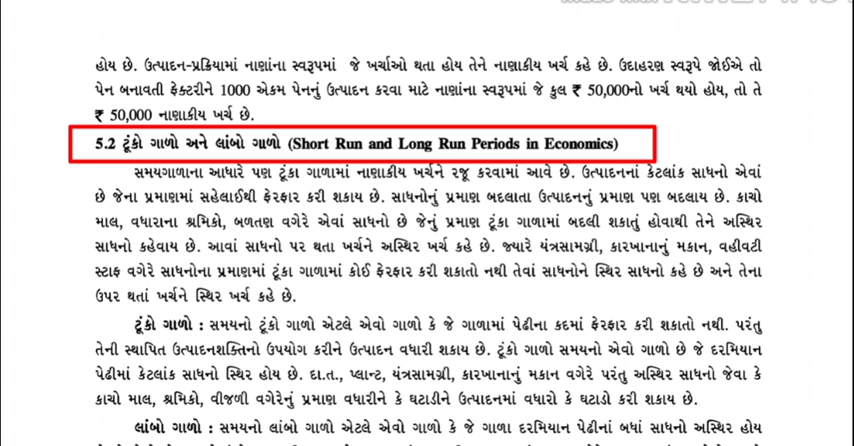 હોય છે. ઉત્પાદન-પ્રક્રિયામાં નાણાંના સ્વરૂપમાં જે ખર્ચાઓ થતા હોય તેને નાણાકીય ખર્ચ કહે છે. ઉદાહરણ સ્વરૂપે જોઈએ તો
પેન બનાવતી ફેક્ટરીને 1000 એકમ પેનનું ઉત્પાદન કરવા માટે નાણાંના સ્વરૂપમાં જે કુલ ₹ 50,000નો ખર્ચ થયો હોય, તો તે
₹ 50,000 નાણાકીય ખર્ચ છે.
5.2 ટૂંકો ગાળો અને લાંબો ગાળો (Short Run and Long Run Periods in Economics)
સમયગાળાના આધારે પણ ટૂંકા ગાળામાં નાણાકીય ખર્ચને રજૂ કરવામાં આવે છે. ઉત્પાદનનાં કેટલાંક સાધનો એવાં
છે જેના પ્રમાણમાં સહેલાઈથી ફેરફાર કરી શકાય છે. સાધનોનું પ્રમાણ બદલાતા ઉત્પાદનનું પ્રમાણ પણ બદલાય છે. કાચો
માલ, વધારાના શ્રમિકો, બળતણ વગેરે એવાં સાધનો છે જેનું પ્રમાણ ટૂંકા ગાળામાં બદલી શકાતું હોવાથી તેને અસ્થિર
સાધનો કહેવાય છે. આવાં સાધનો પર થતા ખર્ચને અસ્થિર ખર્ચ કહે છે. જ્યારે યંત્રસામગ્રી, કારખાનાનું મકાન, વહીવટી
સ્ટાફ વગેરે સાધનોના પ્રમાણમાં ટૂંકા ગાળામાં કોઈ ફેરફાર કરી શકાતો નથી તેવાં સાધનોને સ્થિર સાધનો કહે છે અને તેના
ઉપર થતાં ખર્ચને સ્થિર ખર્ચ કહે છે.
ટૂંકો ગાળો : સમયનો ટૂંકો ગાળો એટલે એવો ગાળો કે જે ગાળામાં પેઢીના કદમાં ફેરફાર કરી શકાતો નથી. પરંતુ
તેની સ્થાપિત ઉત્પાદનશક્તિનો ઉપયોગ કરીને ઉત્પાદન વધારી શકાય છે. ટૂંકો ગાળો સમયનો એવો ગાળો છે જે દરમિયાન
પેઢીમાં કેટલાંક સાધનો સ્થિર હોય છે. દા.ત., પ્લાન્ટ, યંત્રસામગ્રી, કારખાનાનું મકાન વગેરે પરંતુ અસ્થિર સાધનો જેવા કે
કાચો માલ, શ્રમિકો, વીજળી વગેરેનું પ્રમાણ વધારીને કે ઘટાડીને ઉત્પાદનમાં વધારો કે ઘટાડો કરી શકાય છે.
લાંબો ગાળો : સમયનો લાંબો ગાળો એટલે એવો ગાળો કે જે ગાળા દરમિયાન પેઢીનાં બધાં સાધનો અસ્થિર હોય